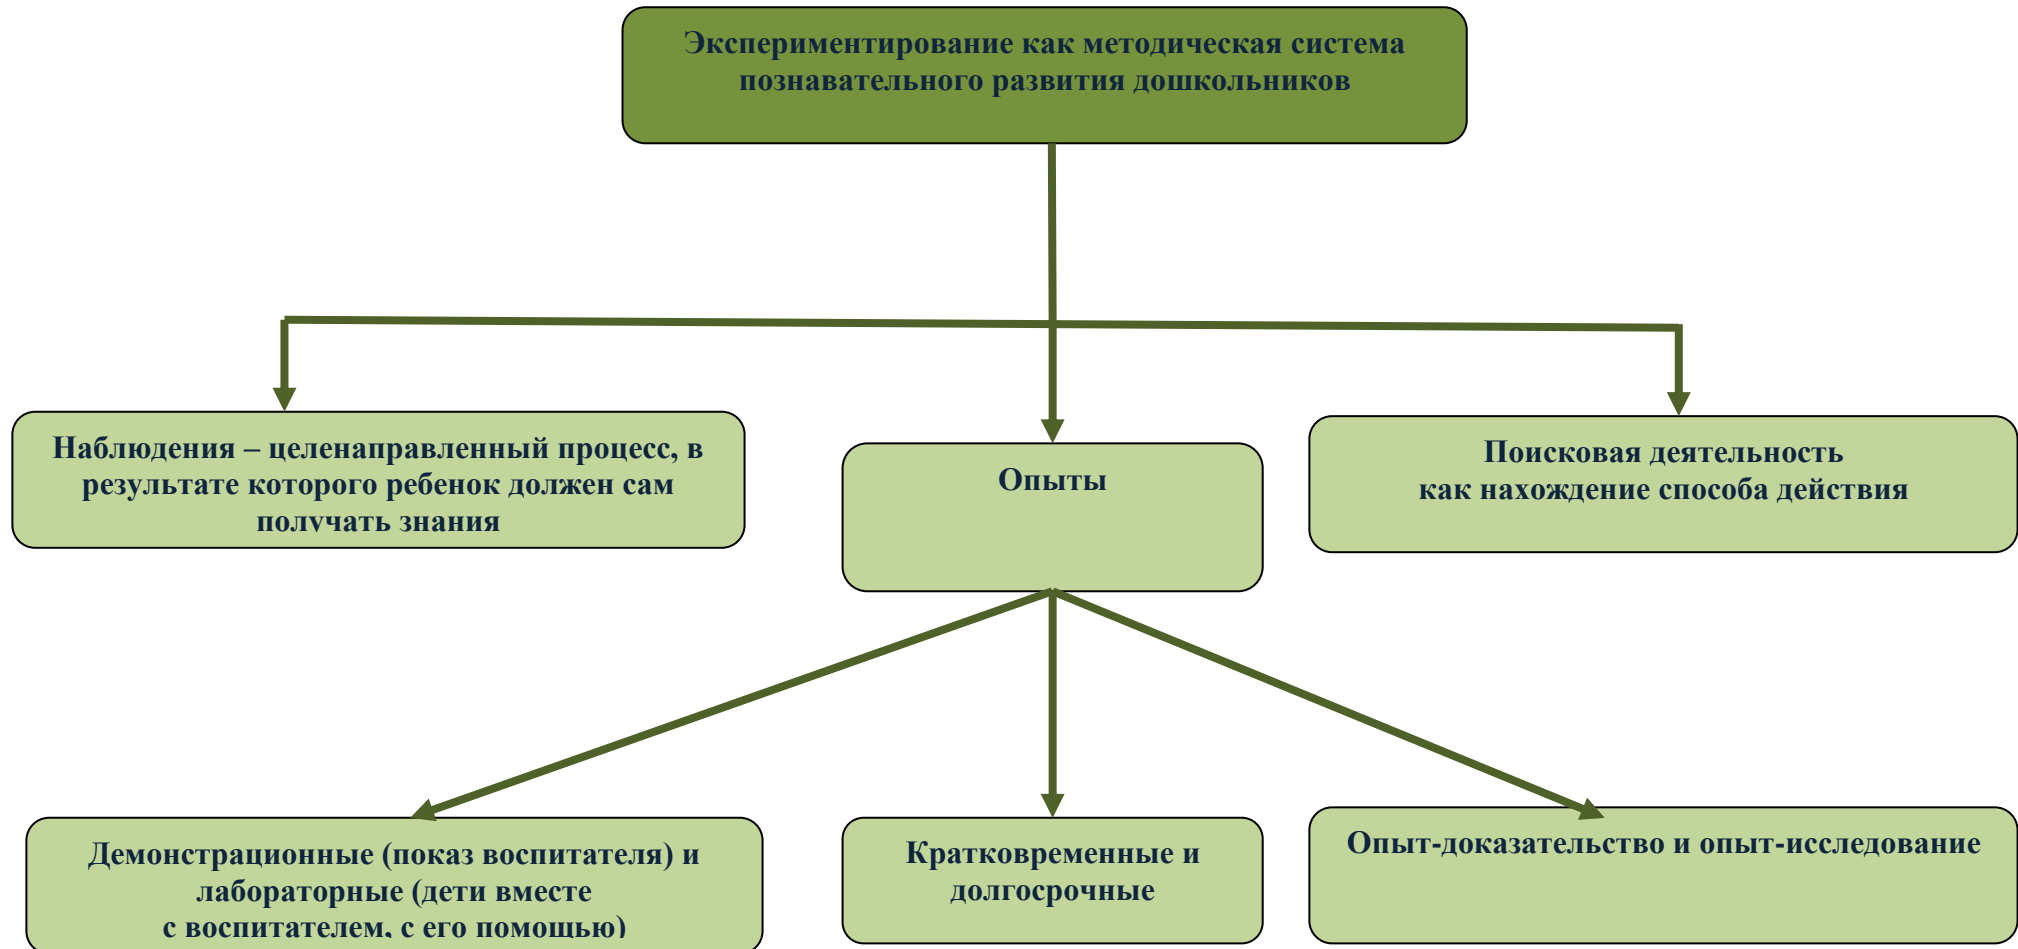 Экспериментирование как методическая система
познавательного развития дошкольников
Наблюдения – целенаправленный процесс, в
результате которого ребенок должен сам
получать знания
Опыты
Поисковая деятельность
как нахождение способа действия
Демонстрационные (показ воспитателя) и
лабораторные (дети вместе
с воспитателем, с его помощью)
Кратковременные и
долгосрочные
Опыт-доказательство и опыт-исследование